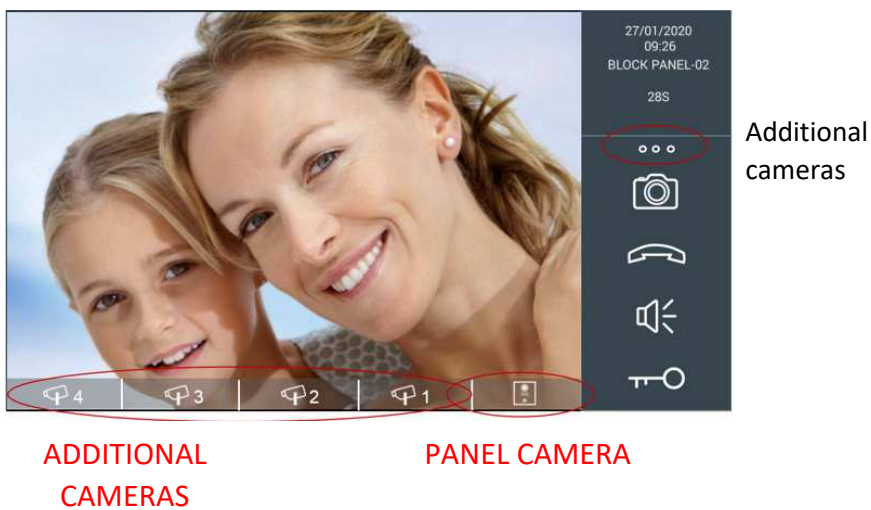 27/01/2020
09:26
BLOCK PANEL-02
28S
Additional
cameras
4 3 2 1
ADDITIONAL
CAMERAS
PANEL CAMERA